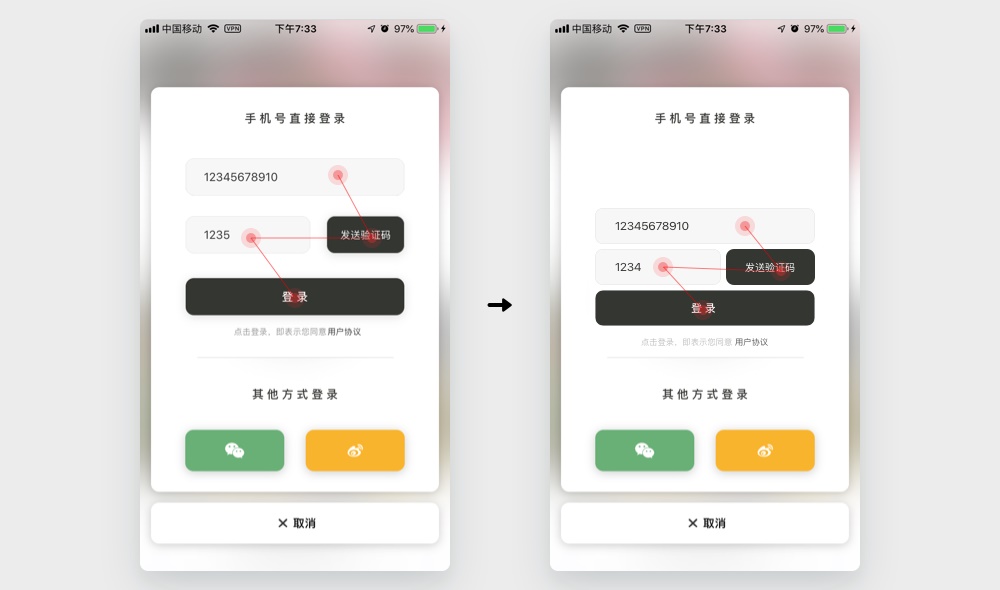 中国移动 VPN 下午7:33 97%
手机号直接登录
12345678910
1235 发送验证码
登录
点击登录，即表示您同意用户协议
其他方式登录
取消
中国移动 VPN 下午7:33 97%
手机号直接登录
12345678910
1234 发送验证码
登录
点击登录，即表示您同意 用户协议
其他方式登录
取消